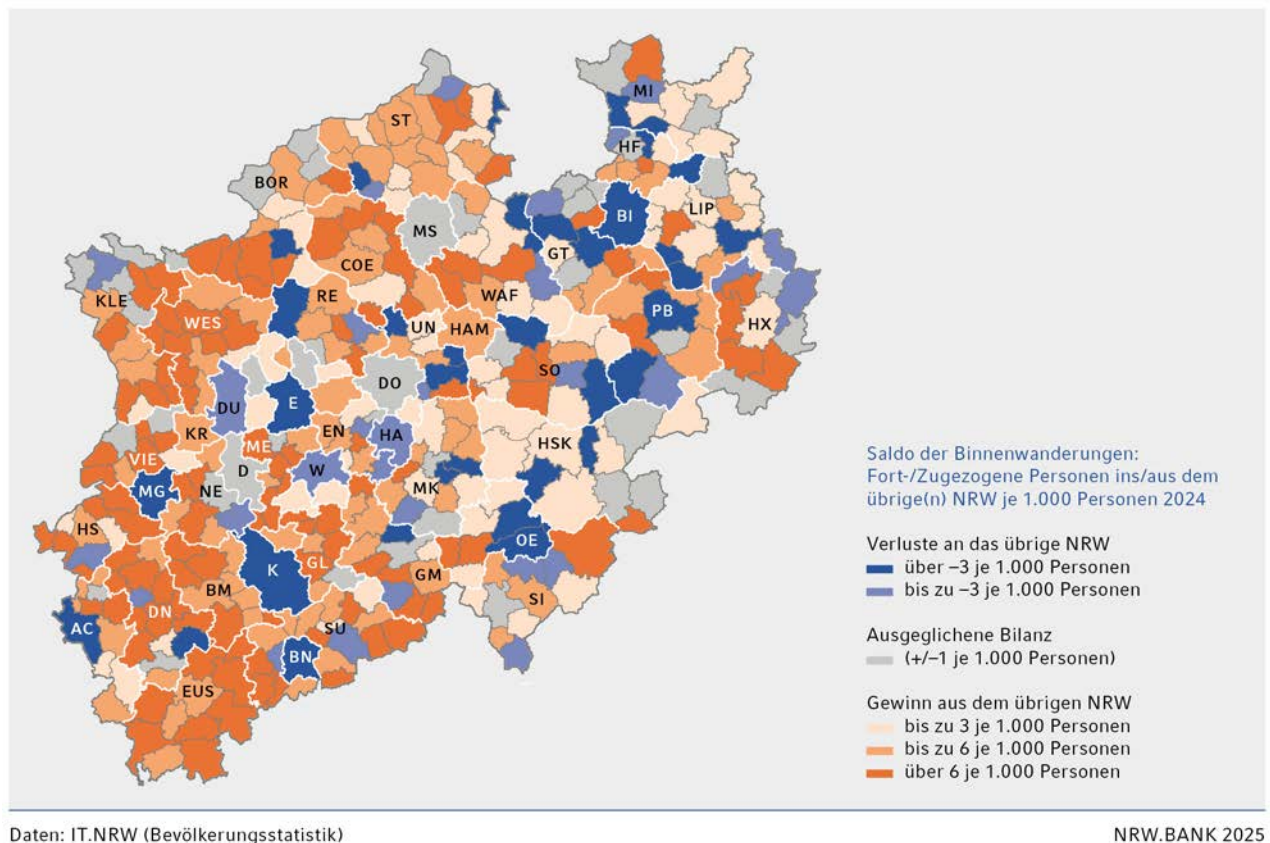 MI
ST
HF
BOR
LIP
BI
MS
GT
COE
KLE
RE
WAF
PB
WES
UN
HAM
HX
SO
DO
E
DU
KR
EN
HA
ME
HSK
VIE
D
W
MG
NE
MK
HS
OE
K
GL
BM
GM
SI
DN
AC
SU
BN
EUS
Saldo der Binnenwanderungen:
Fort-/Zugezogene Personen ins/aus dem
übrige(n) NRW je 1.000 Personen 2024
Verluste an das übrige NRW
über –3 je 1.000 Personen
bis zu –3 je 1.000 Personen
Ausgeglichene Bilanz
(+/–1 je 1.000 Personen)
Gewinn aus dem übrigen NRW
bis zu 3 je 1.000 Personen
bis zu 6 je 1.000 Personen
über 6 je 1.000 Personen
Daten: IT.NRW (Bevölkerungsstatistik)
NRW.BANK 2025